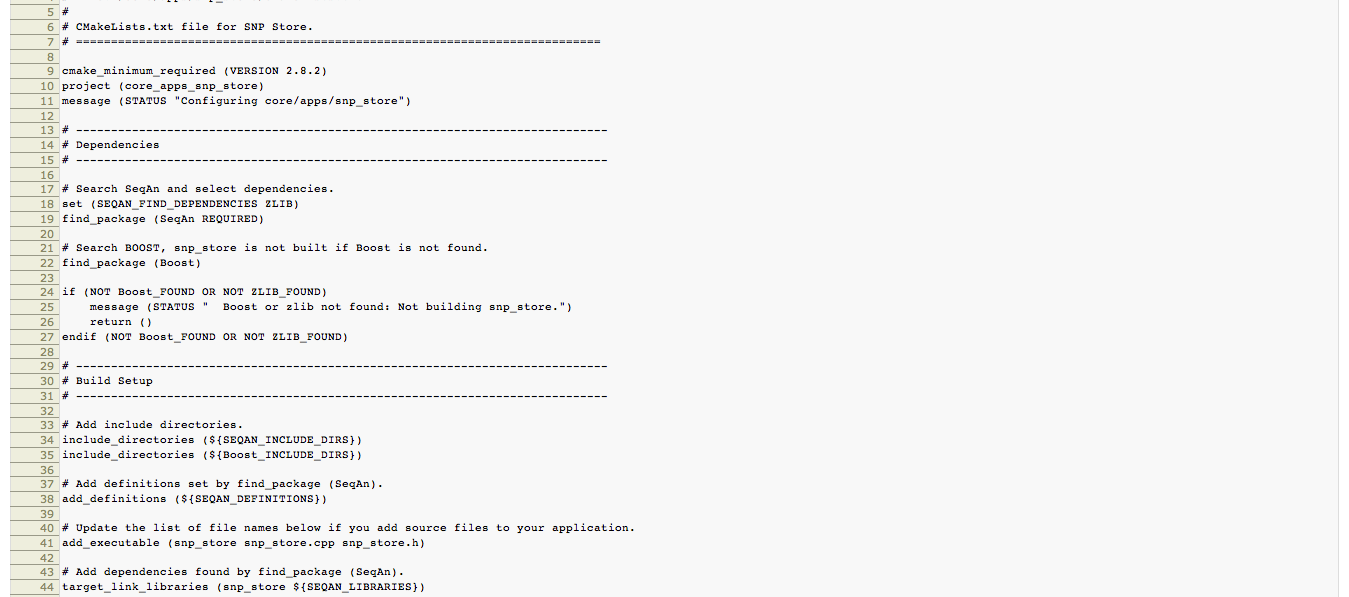 5 #
6 # CMakeLists.txt file for SNP Store.
7 # ===========================================================================
8
9 cmake_minimum_required (VERSION 2.8.2)
10 project (core_apps_snp_store)
11 message (STATUS "Configuring core/apps/snp_store")
12
13 # ----------------------------------------------------------------------------
14 # Dependencies
15 # ----------------------------------------------------------------------------
16
17 # Search SeqAn and select dependencies.
18 set (SEQAN_FIND_DEPENDENCIES ZLIB)
19 find_package (SeqAn REQUIRED)
20
21 # Search BOOST, snp_store is not built if Boost is not found.
22 find_package (Boost)
23
24 if (NOT Boost_FOUND OR NOT ZLIB_FOUND)
25     message (STATUS "  Boost or zlib not found: Not building snp_store.")
26     return ()
27 endif (NOT Boost_FOUND OR NOT ZLIB_FOUND)
28
29 # ----------------------------------------------------------------------------
30 # Build Setup
31 # ----------------------------------------------------------------------------
32
33 # Add include directories.
34 include_directories (${SEQAN_INCLUDE_DIRS})
35 include_directories (${Boost_INCLUDE_DIRS})
36
37 # Add definitions set by find_package (SeqAn).
38 add_definitions (${SEQAN_DEFINITIONS})
39
40 # Update the list of file names below if you add source files to your application.
41 add_executable (snp_store snp_store.cpp snp_store.h)
42
43 # Add dependencies found by find_package (SeqAn).
44 target_link_libraries (snp_store ${SEQAN_LIBRARIES})